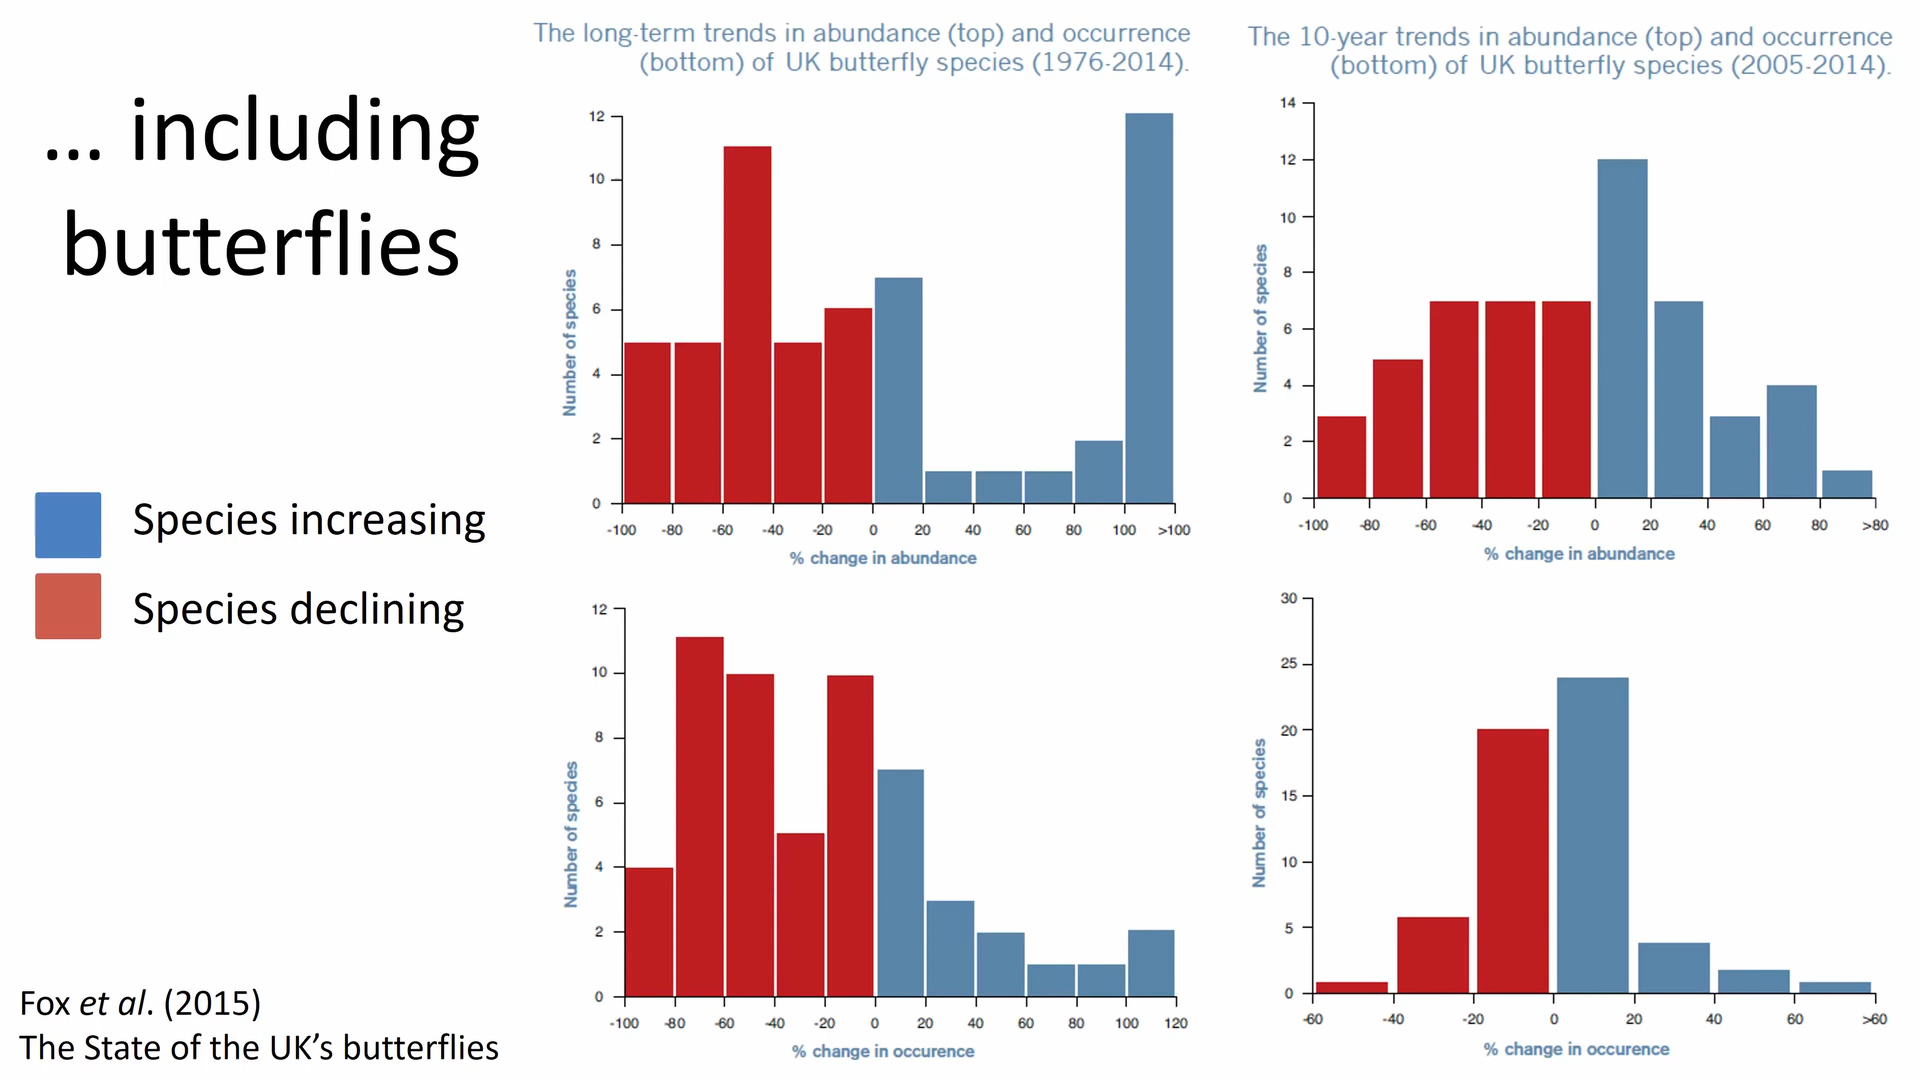 ... including
butterflies
Species increasing
Species declining
Fox et al. (2015)
The State of the UK's butterflies
The long-term trends in abundance (top) and occurrence
(bottom) of UK butterfly species (1976-2014).
12
10
8
6
4
2
0
Number of species
-100 -80 -60 -40 -20 0 20 40 60 80 100 >100
% change in abundance
12
10
8
6
4
2
0
Number of species
-100 -80 -60 -40 -20 0 20 40 60 80 100 120
% change in occurence
The 10-year trends in abundance (top) and occurrence
(bottom) of UK butterfly species (2005-2014).
14
12
10
8
6
4
2
0
Number of species
-100 -80 -60 -40 -20 0 20 40 60 80 >80
% change in abundance
30
25
20
15
10
5
0
Number of species
-60 -40 -20 0 20 40 60 >60
% change in occurence